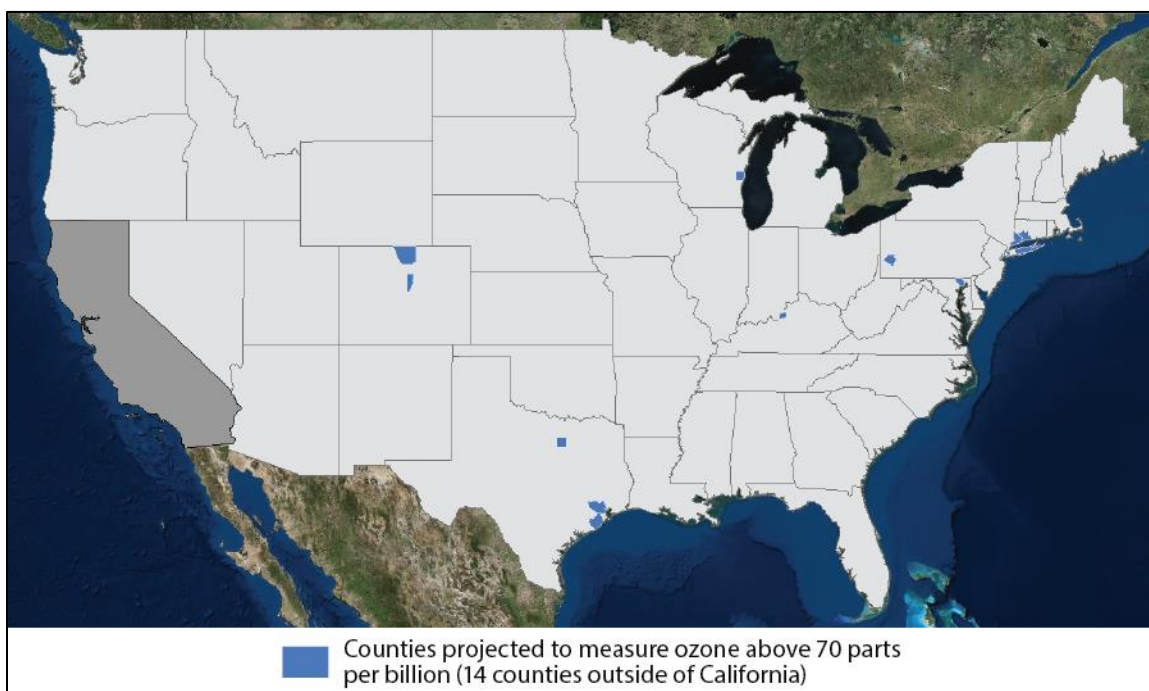 Counties projected to measure ozone above 70 parts
per billion (14 counties outside of California)